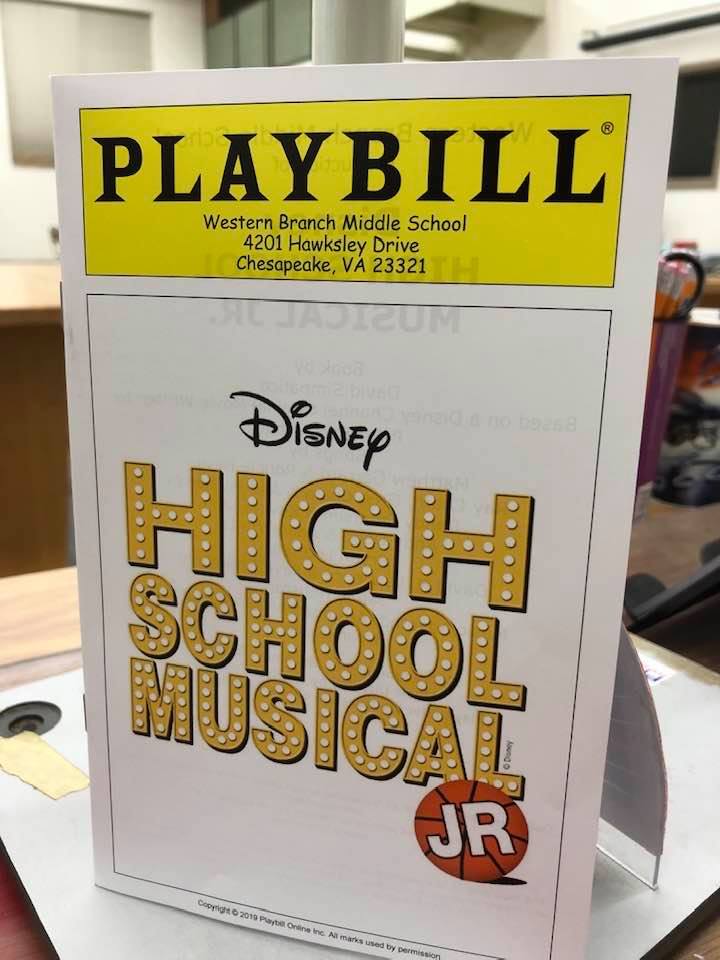 PLAYBILL®
Western Branch Middle School
4201 Hawksley Drive
Chesapeake, VA 23321
Disney
HIGH
SCHOOL
MUSICAL
© Disney
JR
Copyright © 2019 Playbill Online Inc. All marks used by permission